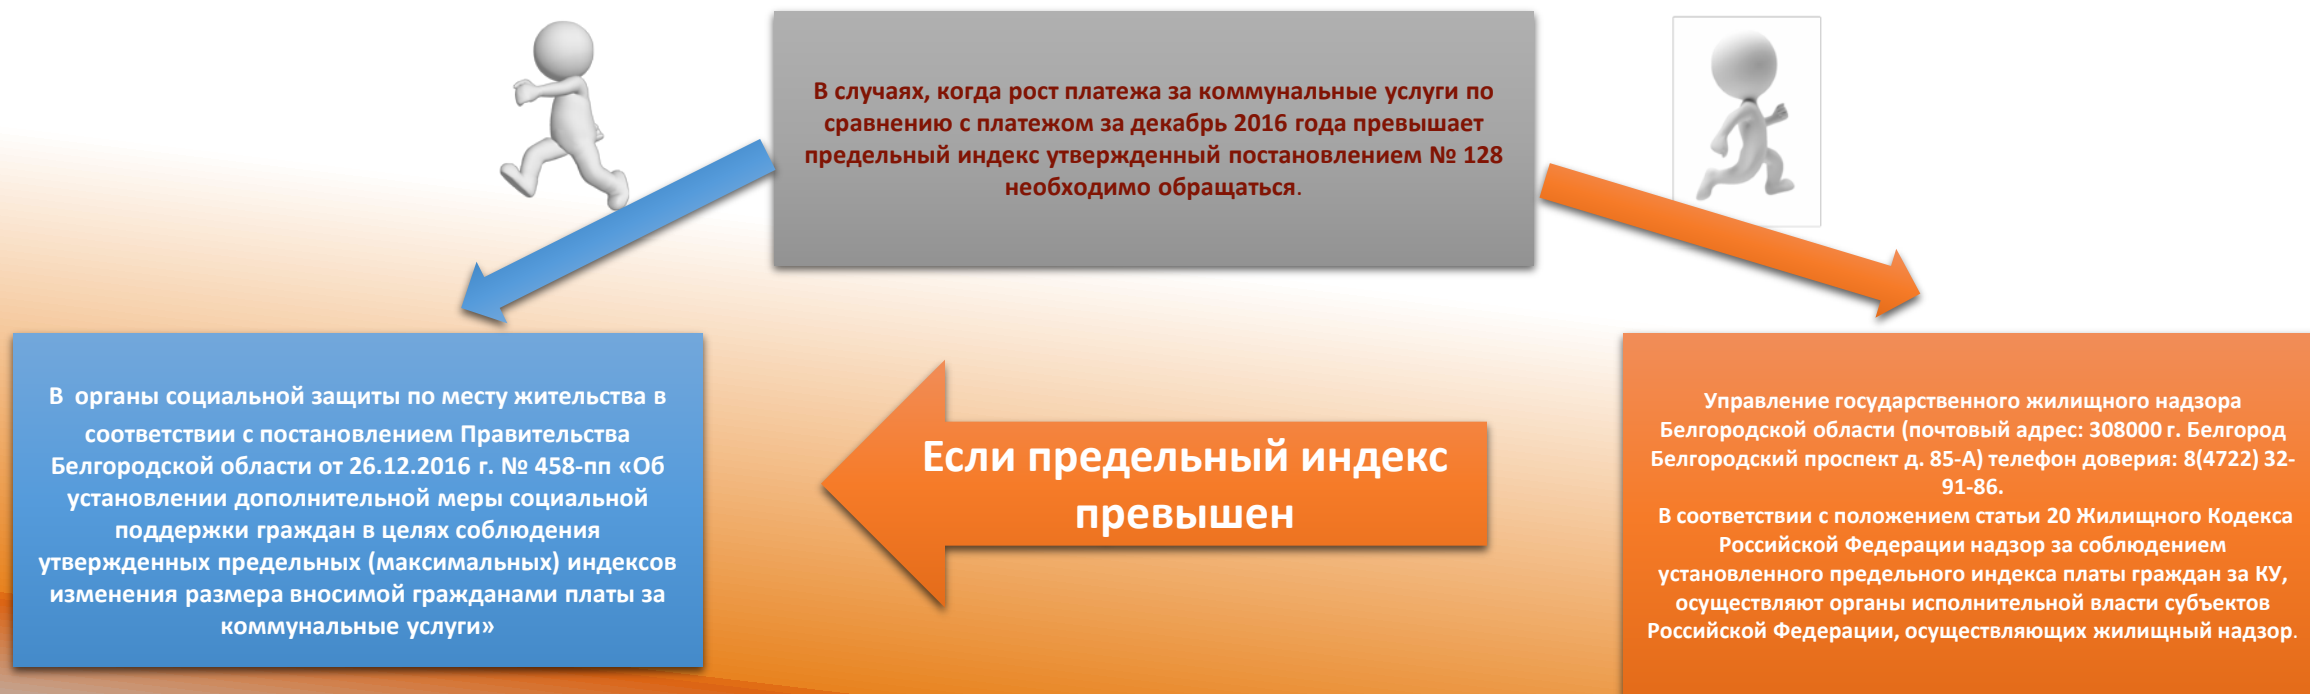 В случаях, когда рост платежа за коммунальные услуги по
сравнению с платежом за декабрь 2016 года превышает
предельный индекс утвержденный постановлением № 128
необходимо обращаться.
В органы социальной защиты по месту жительства в
соответствии с постановлением Правительства
Белгородской области от 26.12.2016 г. № 458-пп «Об
установлении дополнительной меры социальной
поддержки граждан в целях соблюдения
утвержденных предельных (максимальных) индексов
изменения размера вносимой гражданами платы за
коммунальные услуги»
Если предельный индекс
превышен
Управление государственного жилищного надзора
Белгородской области (почтовый адрес: 308000 г. Белгород
Белгородский проспект д. 85-А) телефон доверия: 8(4722) 32-
91-86.
В соответствии с положением статьи 20 Жилищного Кодекса
Российской Федерации надзор за соблюдением
установленного предельного индекса платы граждан за КУ,
осуществляют органы исполнительной власти субъектов
Российской Федерации, осуществляющих жилищный надзор.